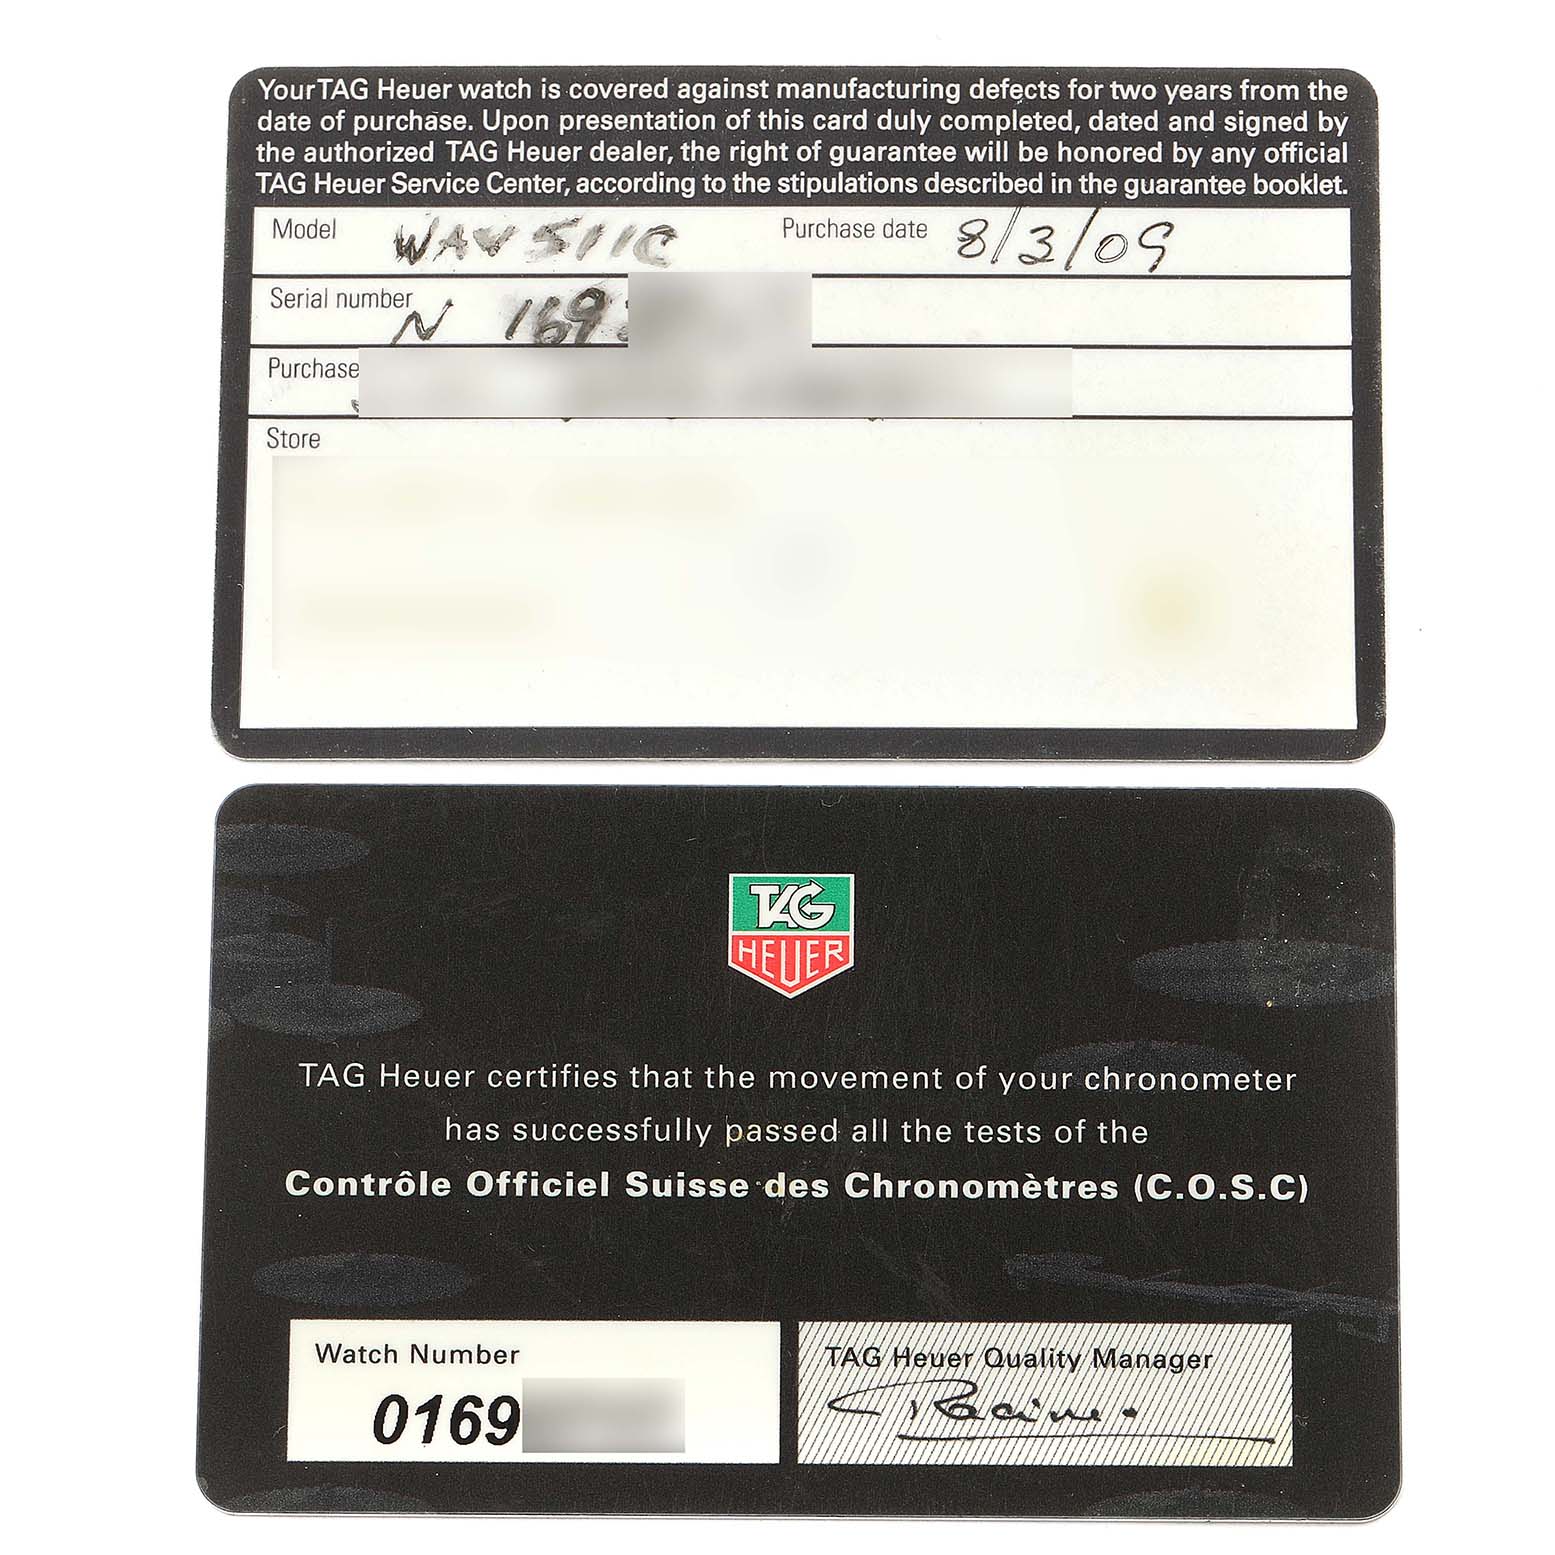 Your TAG Heuer watch is covered against manufacturing defects for two years from the
date of purchase. Upon presentation of this card duly completed, dated and signed by
the authorized TAG Heuer dealer, the right of guarantee will be honored by any official
TAG Heuer Service Center, according to the stipulations described in the guarantee booklet.
Model WAV511C Purchase date 8/3/09
Serial number N 169
Purchase
Store
TAG
HEUER
TAG Heuer certifies that the movement of your chronometer
has successfully passed all the tests of the
Contrôle Officiel Suisse des Chronomètres (C.O.S.C)
Watch Number
0169
TAG Heuer Quality Manager